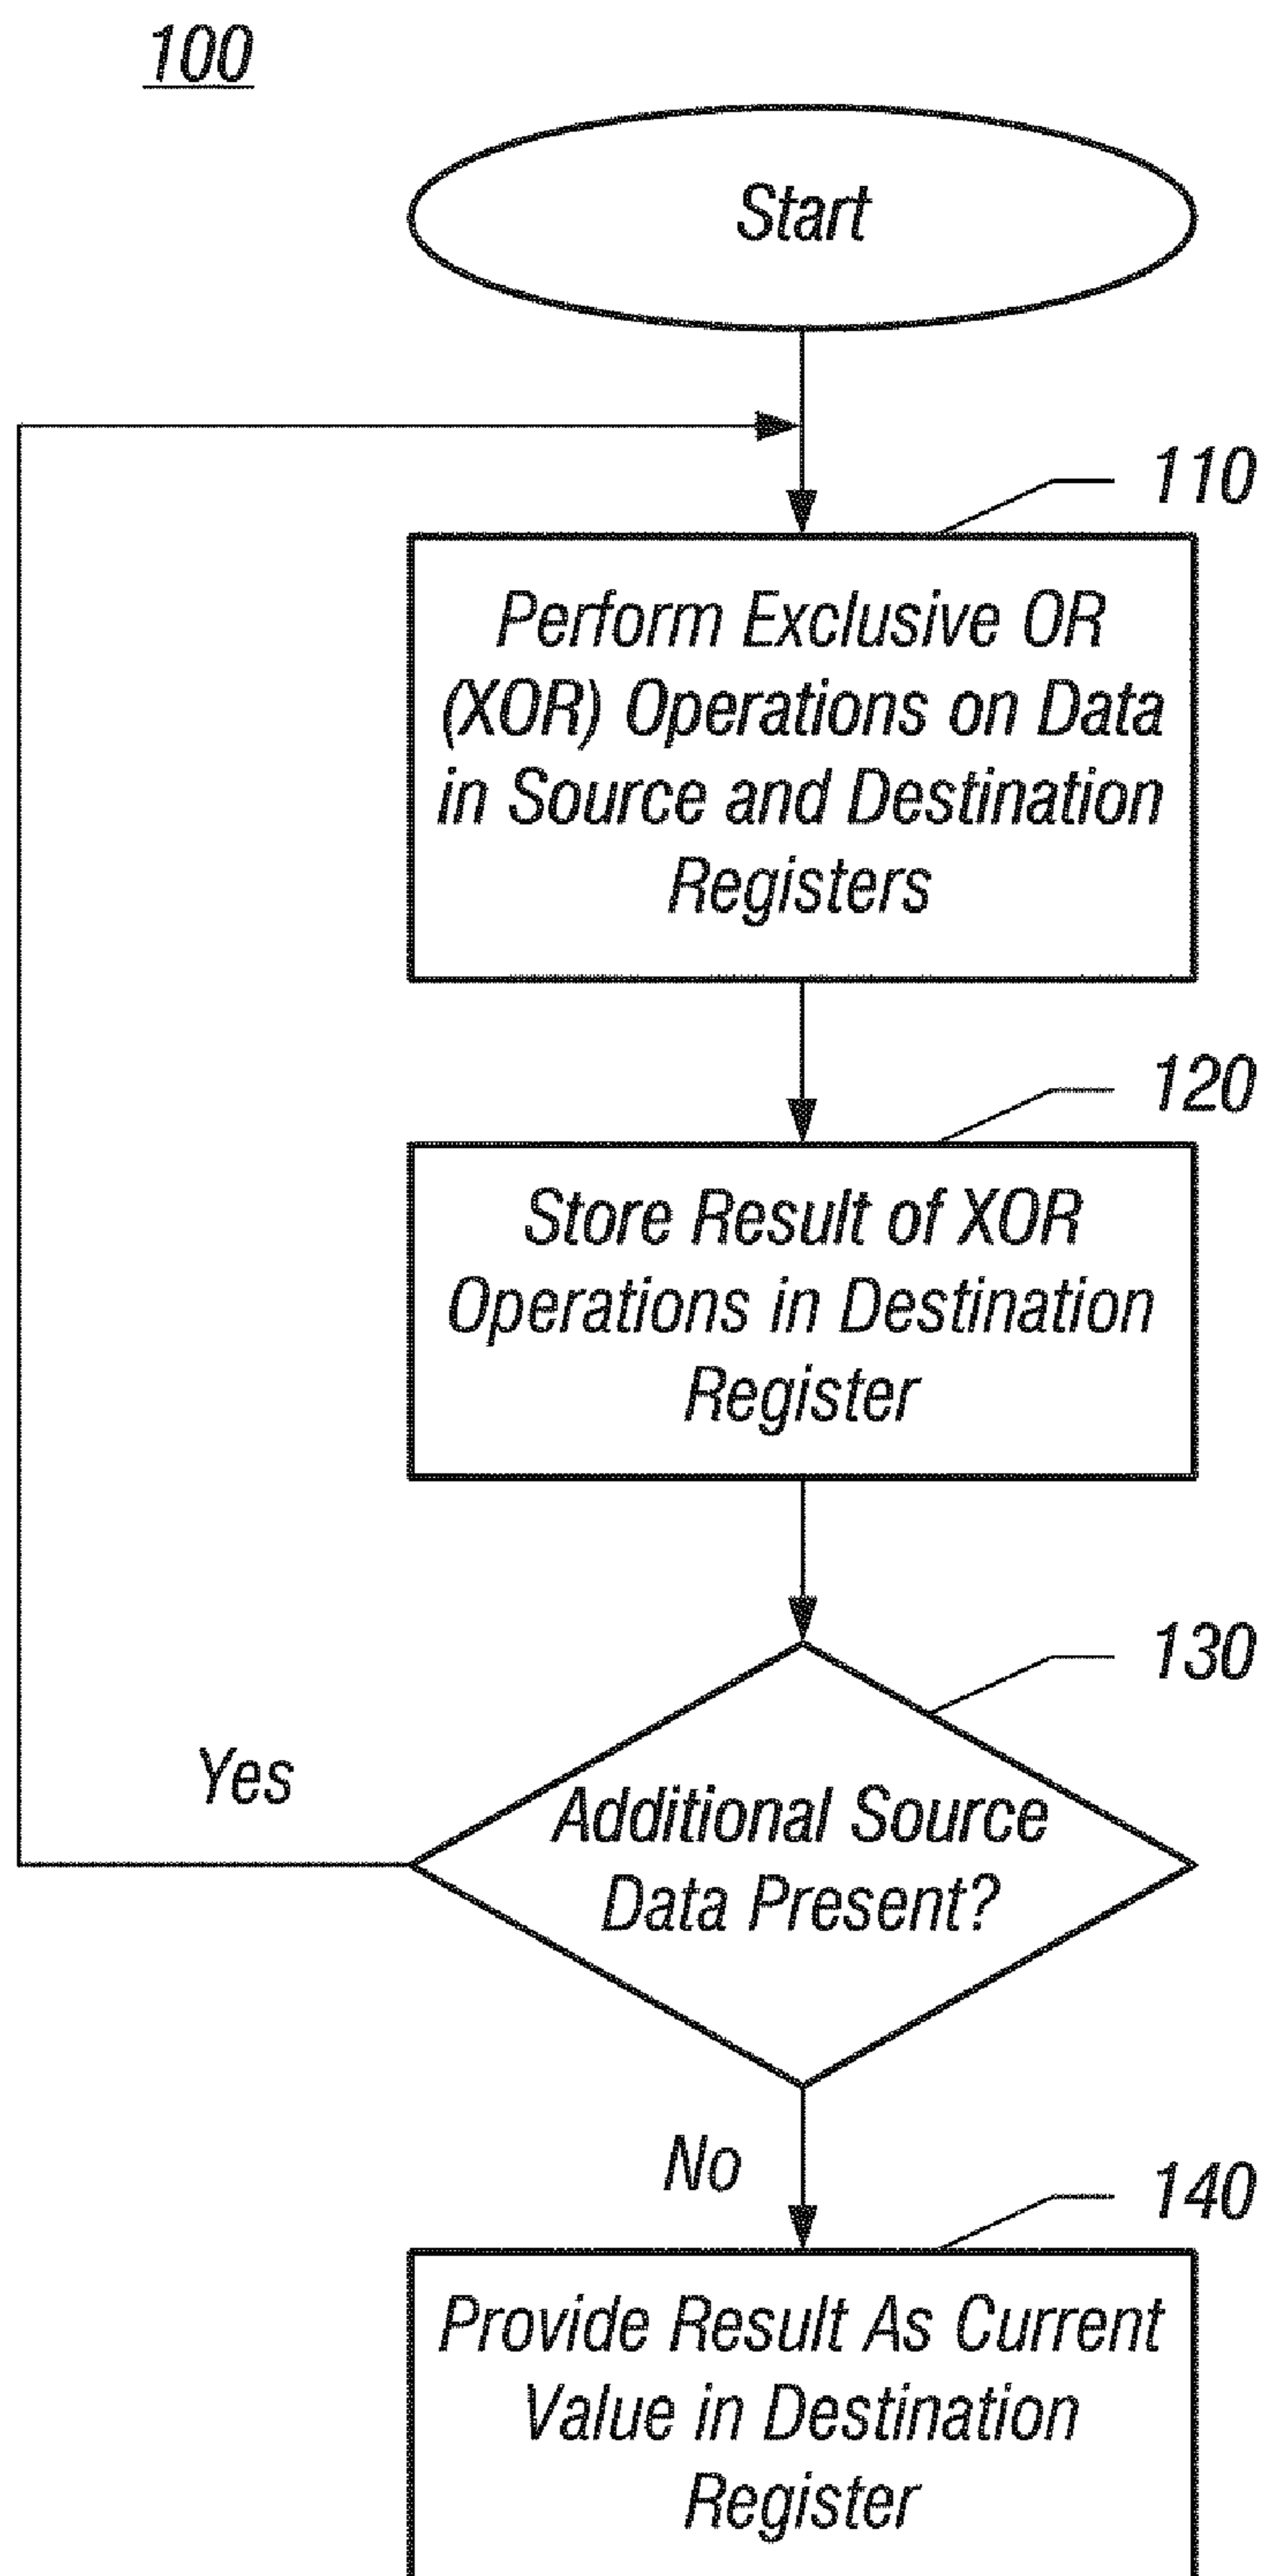 100
Start
110
Perform Exclusive OR
(XOR) Operations on Data
in Source and Destination
Registers
120
Store Result of XOR
Operations in Destination
Register
130
Yes
Additional Source
Data Present?
No
140
Provide Result As Current
Value in Destination
Register